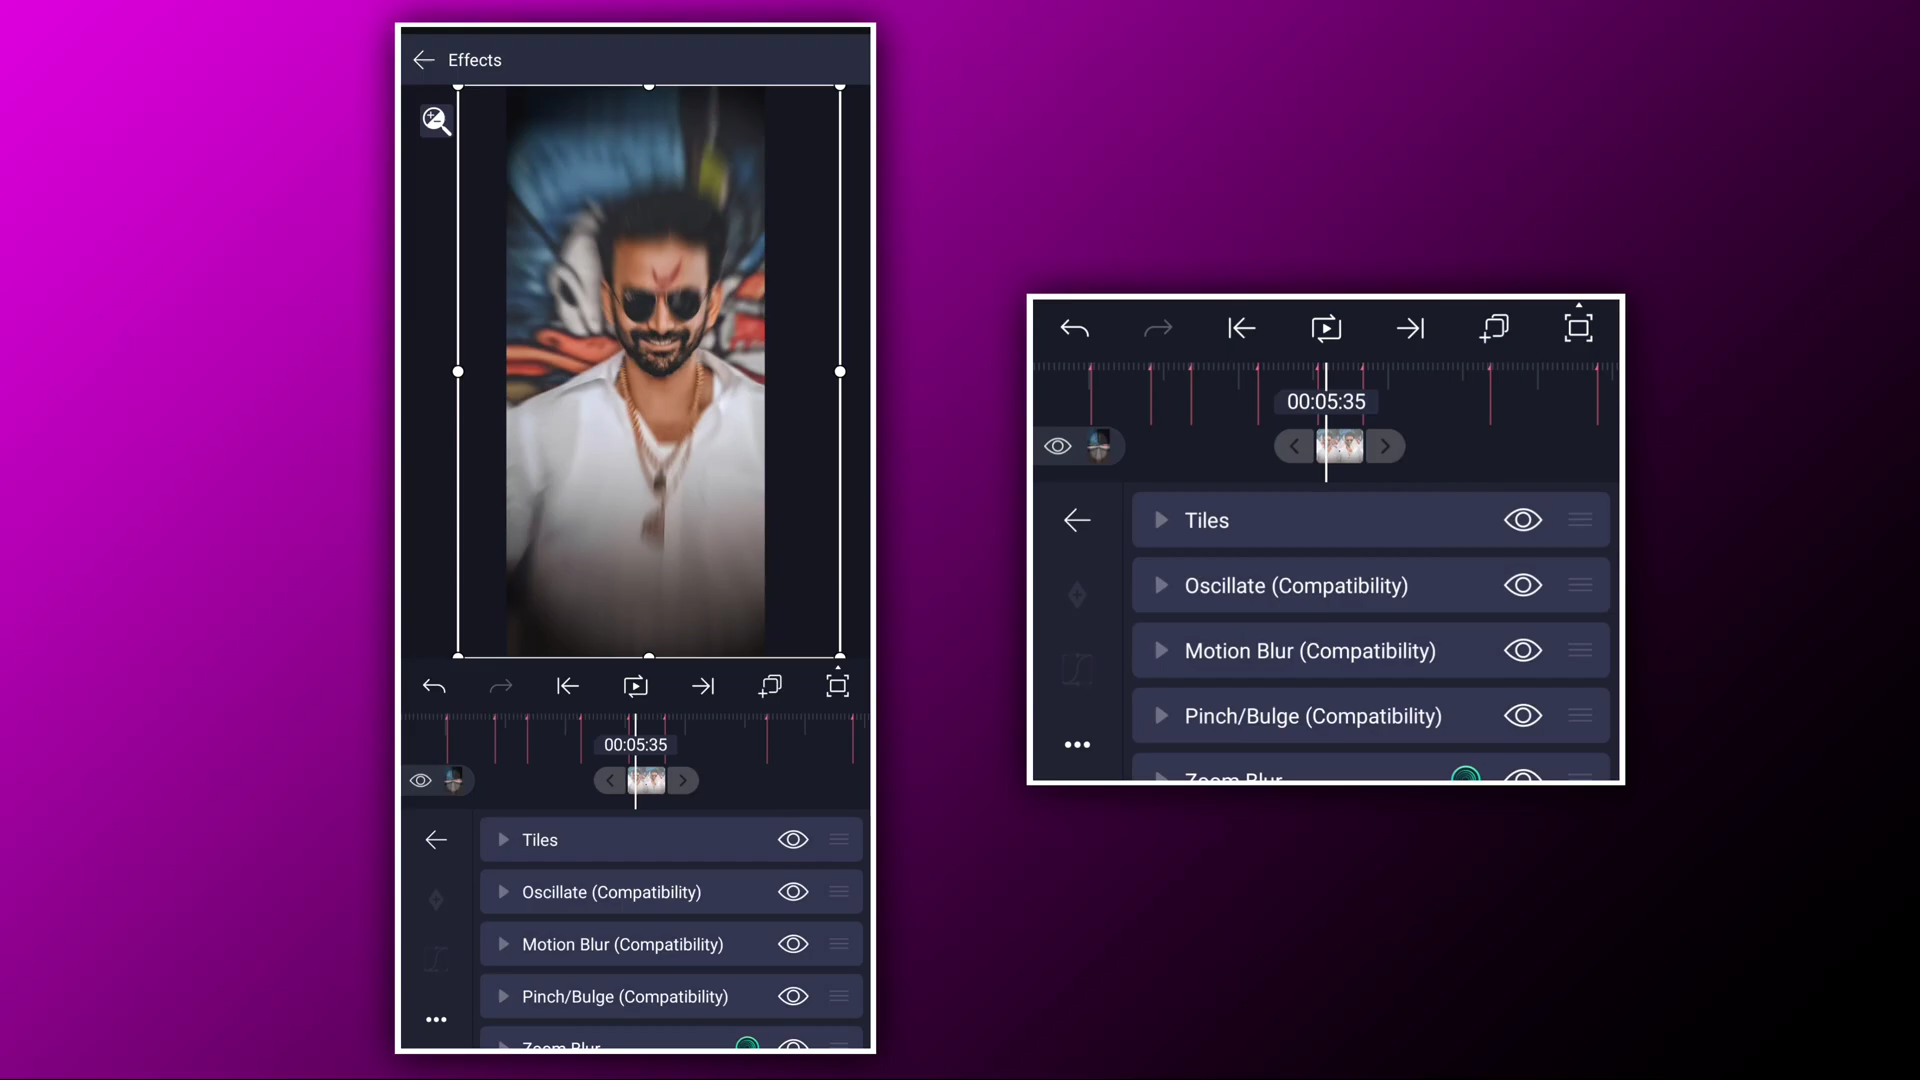 Effects
00:05:35
Tiles
Oscillate (Compatibility)
Motion Blur (Compatibility)
Pinch/Bulge (Compatibility)
Zoom Blur
00:05:35
Tiles
Oscillate (Compatibility)
Motion Blur (Compatibility)
Pinch/Bulge (Compatibility)
Zoom Blur